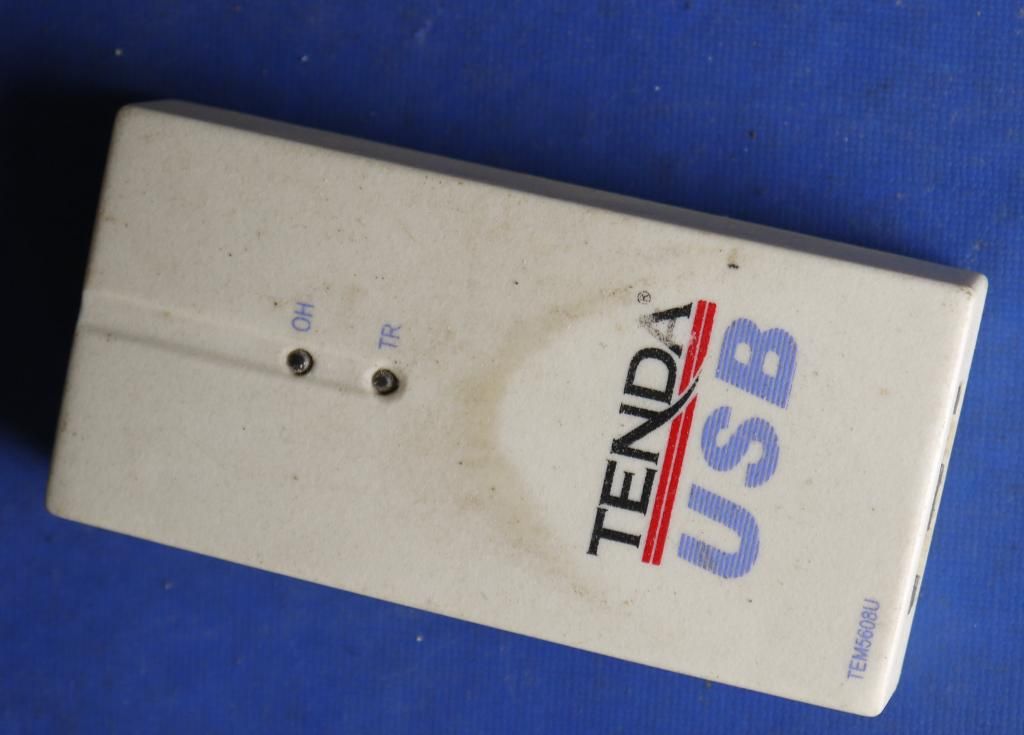 OH
TR
TENDA®
USB
TEM5608U